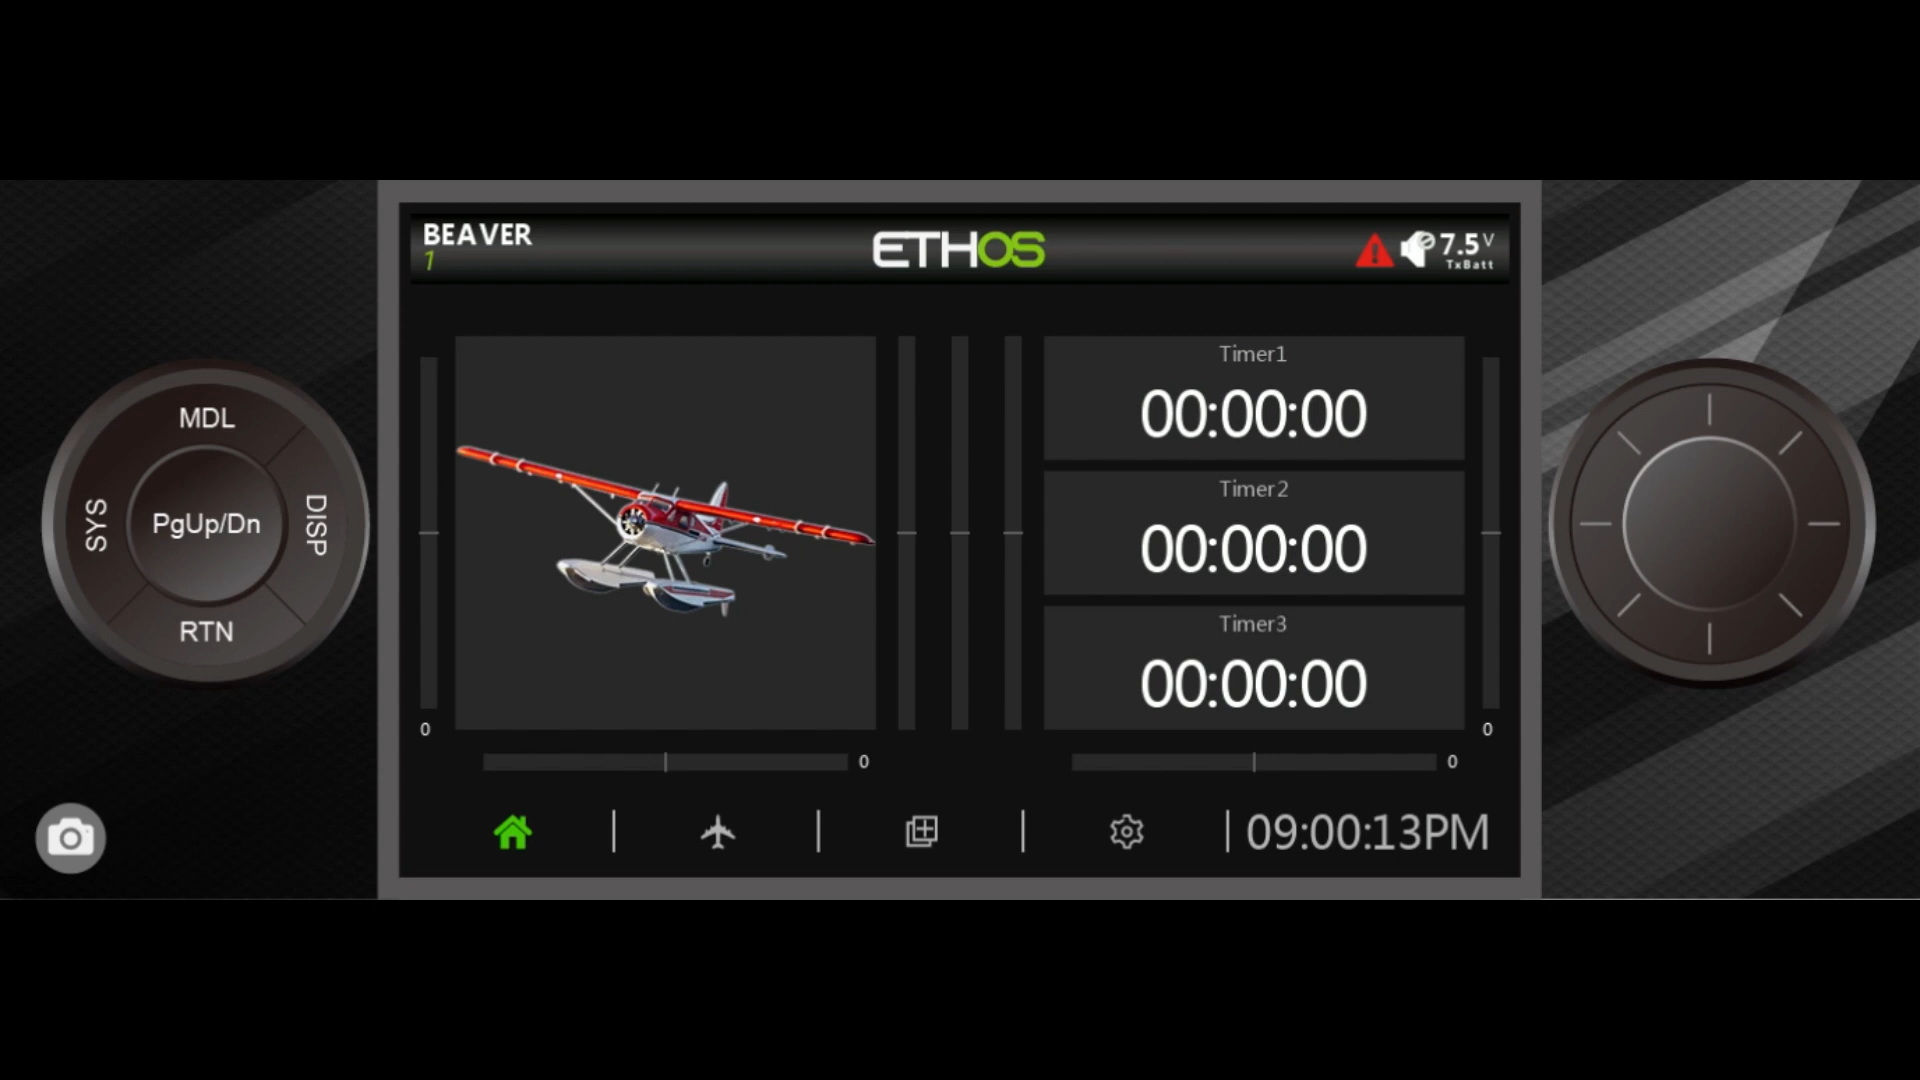 BEAVER
1
ETHOS
7.5V
TxBatt
MDL
SYS
PgUp/Dn
DISP
RTN
Timer1
00:00:00
Timer2
00:00:00
Timer3
00:00:00
0
0
0
0
09:00:13PM